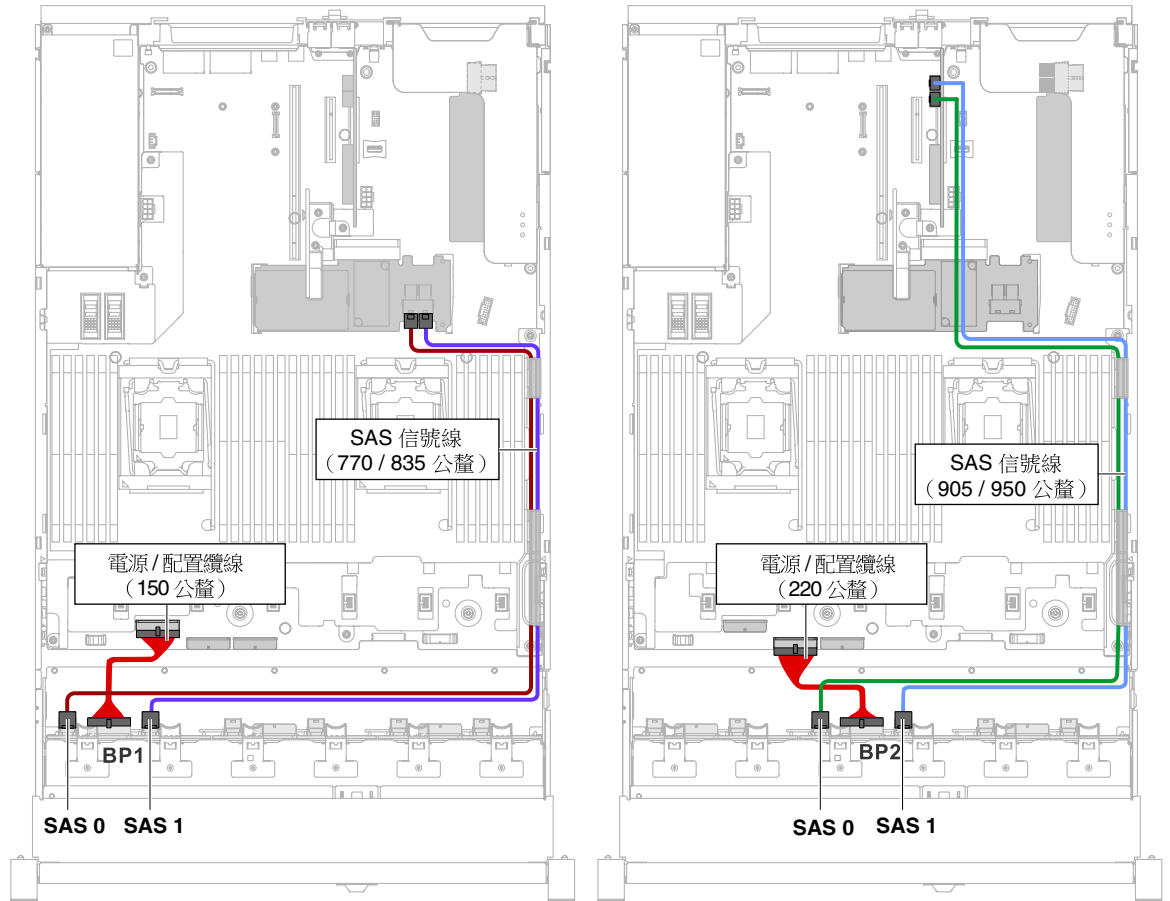 SAS 信號線
（770 / 835 公釐）
電源 / 配置纜線
（150 公釐）
BP1
SAS 0
SAS 1
SAS 信號線
（905 / 950 公釐）
電源 / 配置纜線
（220 公釐）
BP2
SAS 0
SAS 1